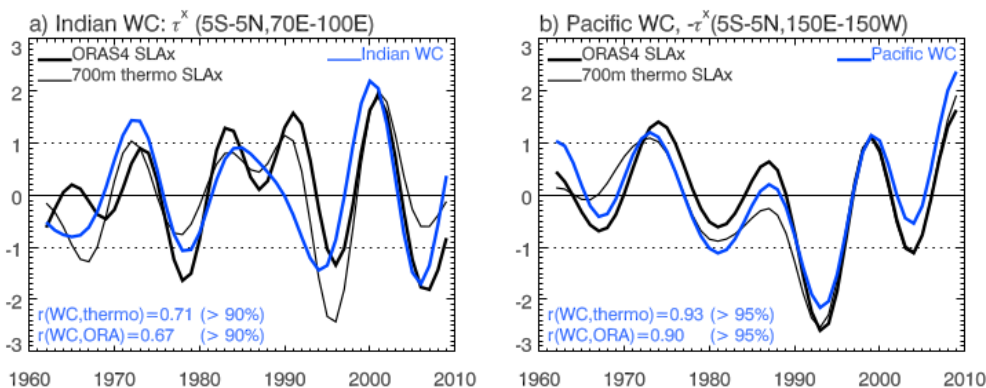 a) Indian WC: τˣ (5S-5N,70E-100E)
ORAS4 SLAx
700m thermo SLAx
Indian WC
3
2
1
0
-1
-2
-3
r(WC,thermo)=0.71 (> 90%)
r(WC,ORA)=0.67 (> 90%)
1960 1970 1980 1990 2000 2010
b) Pacific WC, -τˣ(5S-5N,150E-150W)
ORAS4 SLAx
700m thermo SLAx
Pacific WC
3
2
1
0
-1
-2
-3
r(WC,thermo)=0.93 (> 95%)
r(WC,ORA)=0.90 (> 95%)
1960 1970 1980 1990 2000 2010